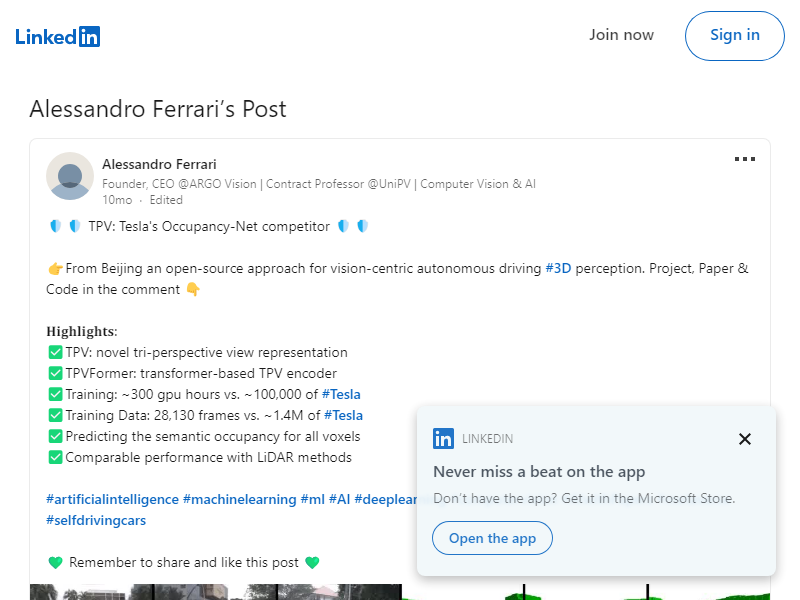 LinkedIn
Join now
Sign in
Alessandro Ferrari's Post
Alessandro Ferrari
Founder, CEO @ARGO Vision | Contract Professor @UniPV | Computer Vision & AI
10mo · Edited
TPV: Tesla's Occupancy-Net competitor
👉From Beijing an open-source approach for vision-centric autonomous driving #3D perception. Project, Paper &
Code in the comment 👇
Highlights:
✅TPV: novel tri-perspective view representation
✅TPVFormer: transformer-based TPV encoder
✅Training: ~300 gpu hours vs. ~100,000 of #Tesla
✅Training Data: 28,130 frames vs. ~1.4M of #Tesla
✅Predicting the semantic occupancy for all voxels
✅Comparable performance with LiDAR methods
#artificialintelligence #machinelearning #ml #AI
#selfdrivingcars
💚 Remember to share and like this post 💚
in LINKEDIN
Never miss a beat on the app
Don't have the app? Get it in the Microsoft Store.
Open the app